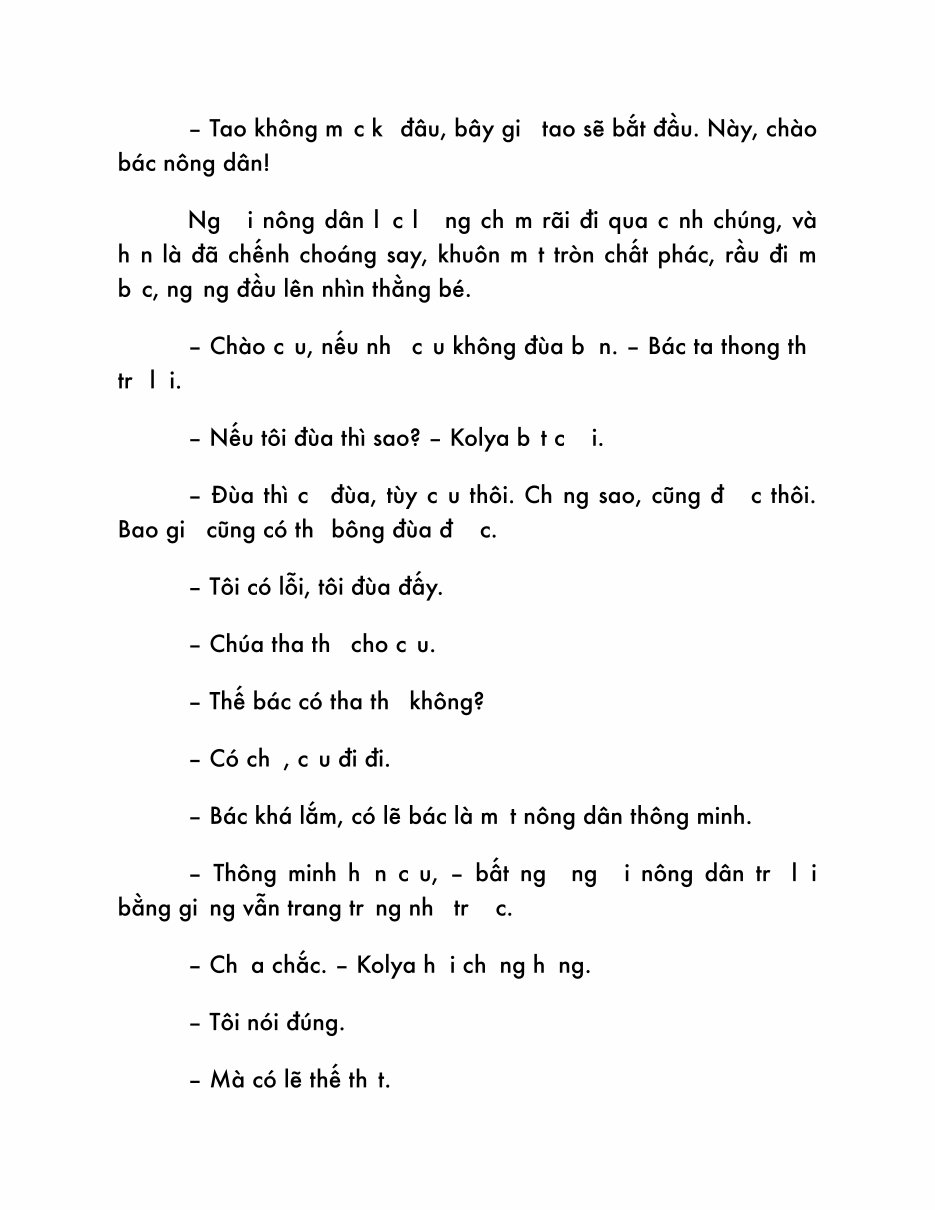 – Tao không m c k đâu, bây gi tao sẽ bắt đầu. Này, chào
bác nông dân!
Ng i nông dân l c l ng ch m rãi đi qua c nh chúng, và
h n là đã chếnh choáng say, khuôn m t tròn chất phác, rầu đi m
b c, ng ng đầu lên nhìn thằng bé.
– Chào c u, nếu nh c u không đùa b n. – Bác ta thong th
tr l i.
– Nếu tôi đùa thì sao? – Kolya b t c i.
– Đùa thì c đùa, tùy c u thôi. Ch ng sao, cũng đ c thôi.
Bao gi cũng có th bông đùa đ c.
– Tôi có lỗi, tôi đùa đấy.
– Chúa tha th cho c u.
– Thế bác có tha th không?
– Có ch , c u đi đi.
– Bác khá lắm, có lẽ bác là m t nông dân thông minh.
– Thông minh h n c u, – bất ng ng i nông dân tr l i
bằng gi ng vẫn trang tr ng nh tr c.
– Ch a chắc. – Kolya h i ch ng h ng.
– Tôi nói đúng.
– Mà có lẽ thế th t.